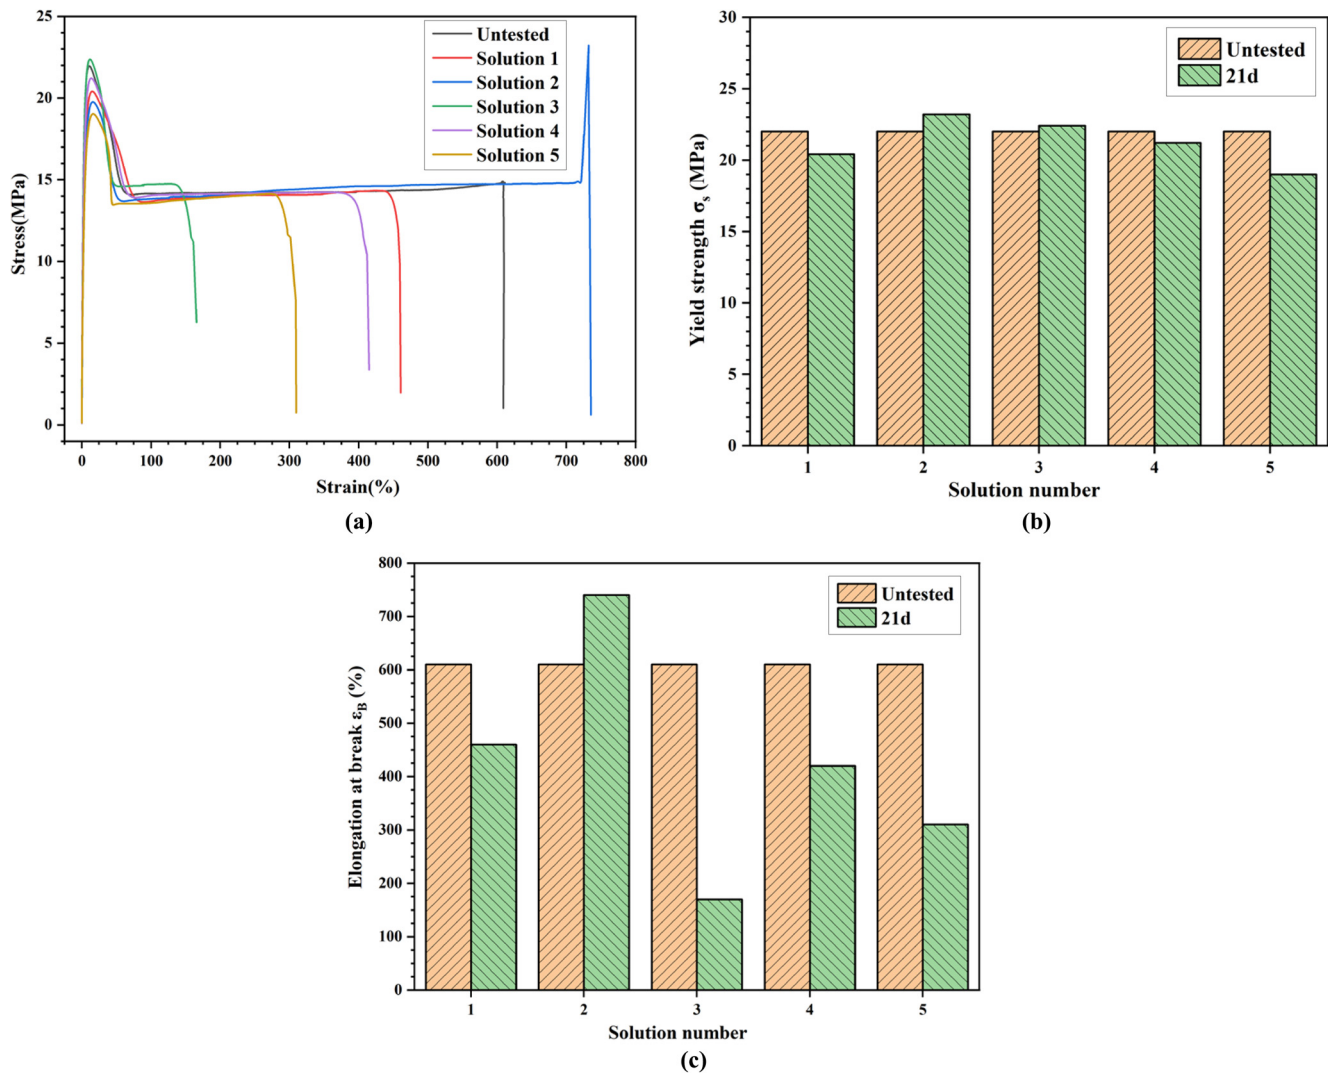 25
20
15
10
5
0
Stress(MPa)
Untested
Solution 1
Solution 2
Solution 3
Solution 4
Solution 5
0 100 200 300 400 500 600 700 800
Strain(%)
(a)
30
25
20
15
10
5
0
Yield strength σs (MPa)
Untested
21d
1 2 3 4 5
Solution number
(b)
800
700
600
500
400
300
200
100
0
Elongation at break εB (%)
Untested
21d
1 2 3 4 5
Solution number
(c)